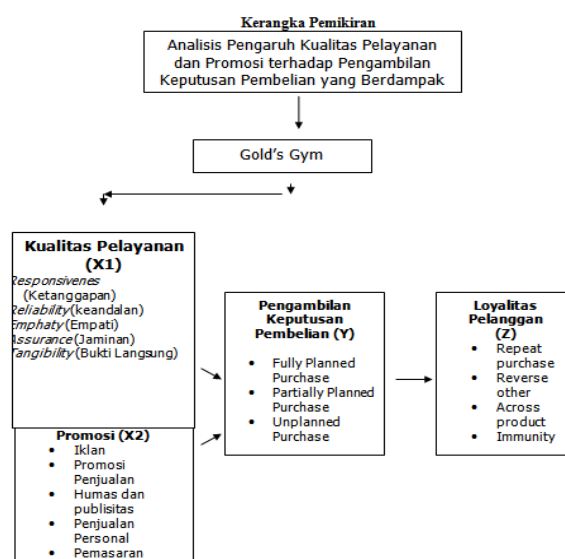 Kerangka Pemikiran
Analisis Pengaruh Kualitas Pelayanan
dan Promosi terhadap Pengambilan
Keputusan Pembelian yang Berdampak
Gold's Gym
Kualitas Pelayanan
(X1)
Responsivenes
(Ketanggapan)
Reliability(keandalan)
Emphaty(Empati)
Assurance(Jaminan)
Tangibility(Bukti Langsung)
Promosi (X2)
• Iklan
• Promosi
Penjualan
• Humas dan
publisitas
• Penjualan
Personal
• Pemasaran
Pengambilan
Keputusan
Pembelian (Y)
• Fully Planned
Purchase
• Partially Planned
Purchase
• Unplanned
Purchase
Loyalitas Pelanggan
(Z)
• Repeat
purchase
• Reverse
other
• Across
product
• Immunity